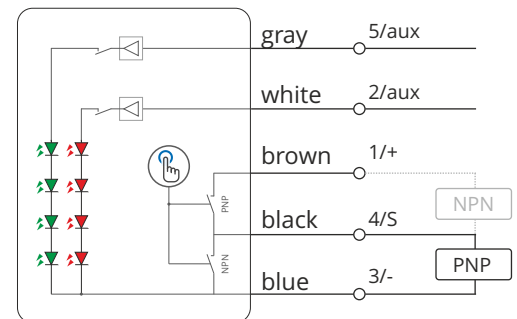 gray 5/aux
white 2/aux
brown 1/+
NPN
PNP
black 4/S
PNP
NPN
blue 3/-